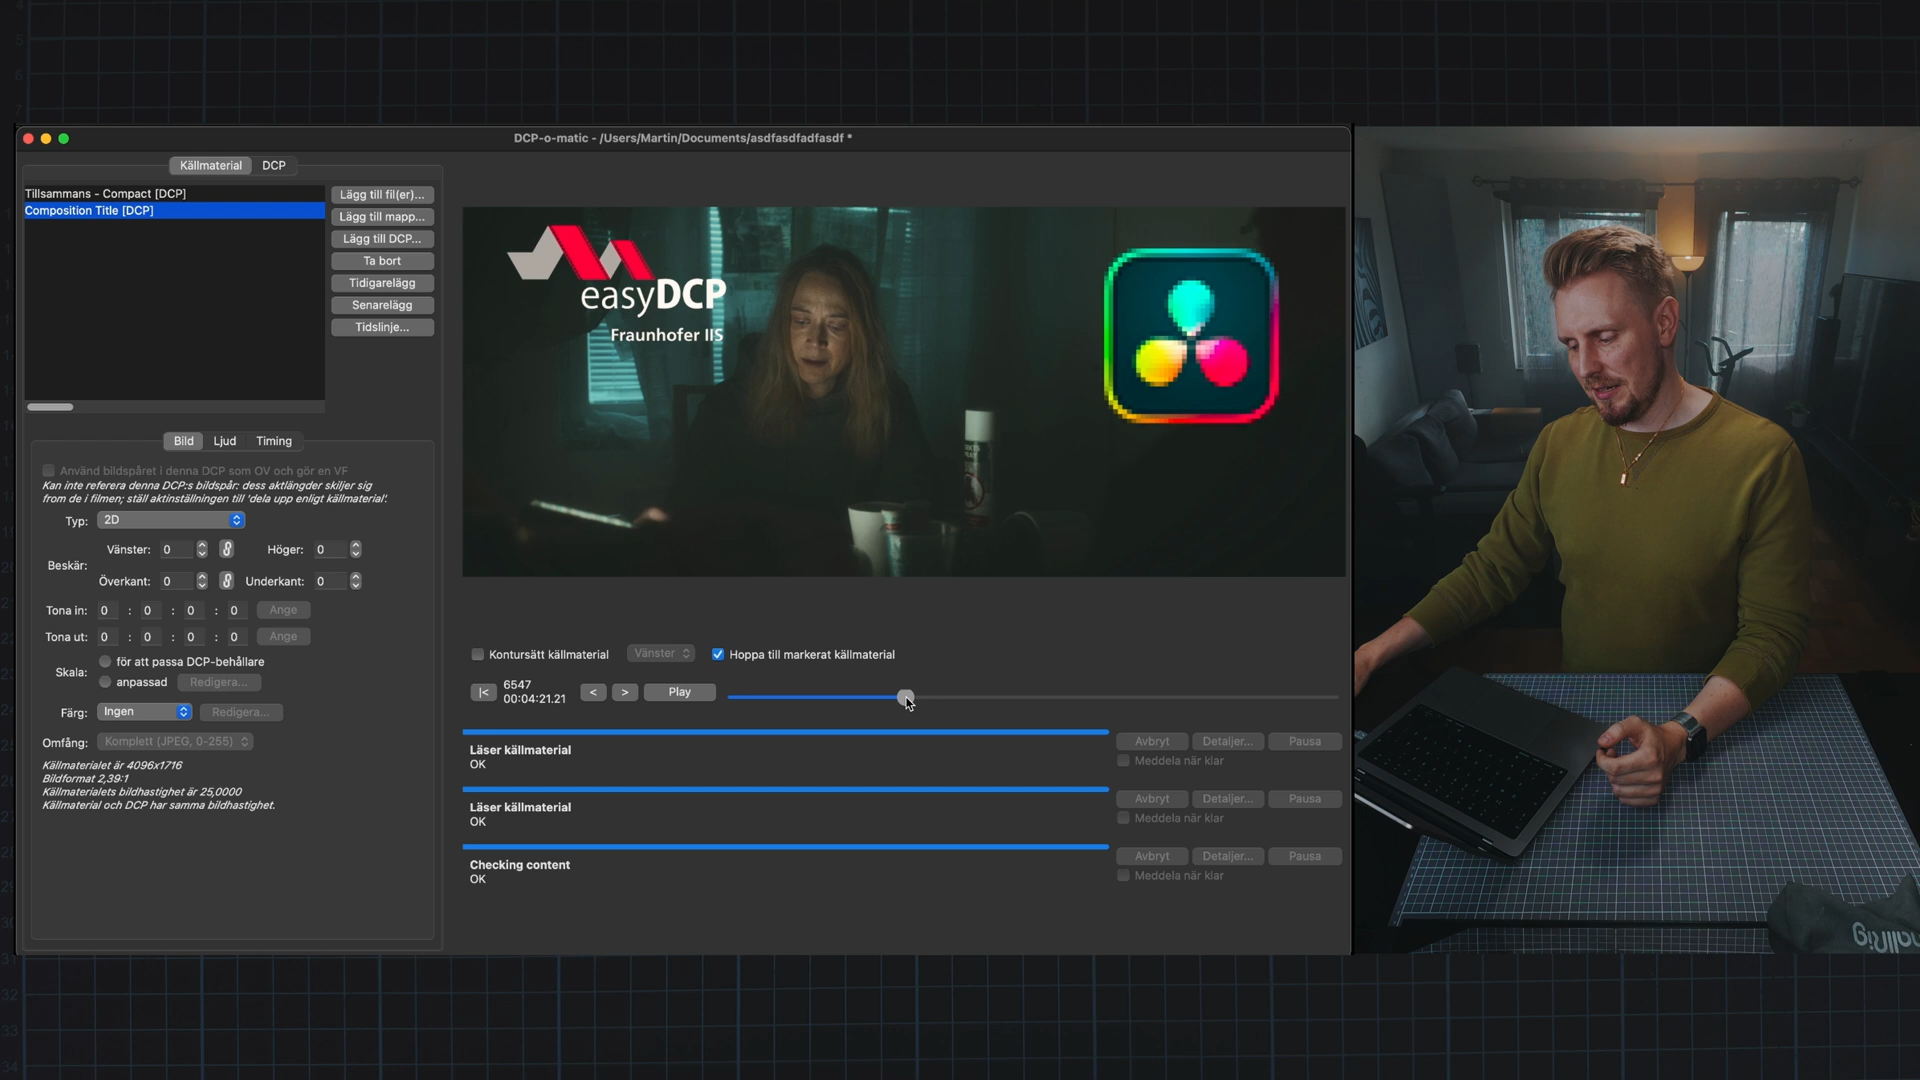 DCP-o-matic - /Users/Martin/Documents/asdfasdfadfasdf *
Källmaterial DCP
Tillsammans - Compact [DCP]
Composition Title [DCP]
Lägg till fil(er)...
Lägg till mapp...
Lägg till DCP...
Ta bort
Tidigarelägg
Senarelägg
Tidslinje...
Bild Ljud Timing
Använd bildspåret i denna DCP som OV och gör en VF
Kan inte referera denna DCP:s bildspår: dess aktlängder skiljer sig
from de i filmen; ställ aktinställningen till 'dela upp enligt källmaterial'.
Typ: 2D
Beskär:
Vänster: 0 Höger: 0
Överkant: 0 Underkant: 0
Tona in: 0 : 0 : 0 : 0 Ange
Tona ut: 0 : 0 : 0 : 0 Ange
Skala:
för att passa DCP-behållare
anpassad Redigera...
Färg: Ingen Redigera...
Omfång: Komplett (JPEG, 0-255)
Källmaterialet är 4096x1716
Bildformat 2,39:1
Källmaterialets bildhastighet är 25,0000
Källmaterial och DCP har samma bildhastighet.
easyDCP
Fraunhofer IIS
Kontursätt källmaterial Vänster Hoppa till markerat källmaterial
|< 6547 < > Play
00:04:21.21
Läser källmaterial
OK
Avbryt Detaljer... Pausa
Meddela när klar
Läser källmaterial
OK
Avbryt Detaljer... Pausa
Meddela när klar
Checking content
OK
Avbryt Detaljer... Pausa
Meddela när klar
32
33
34